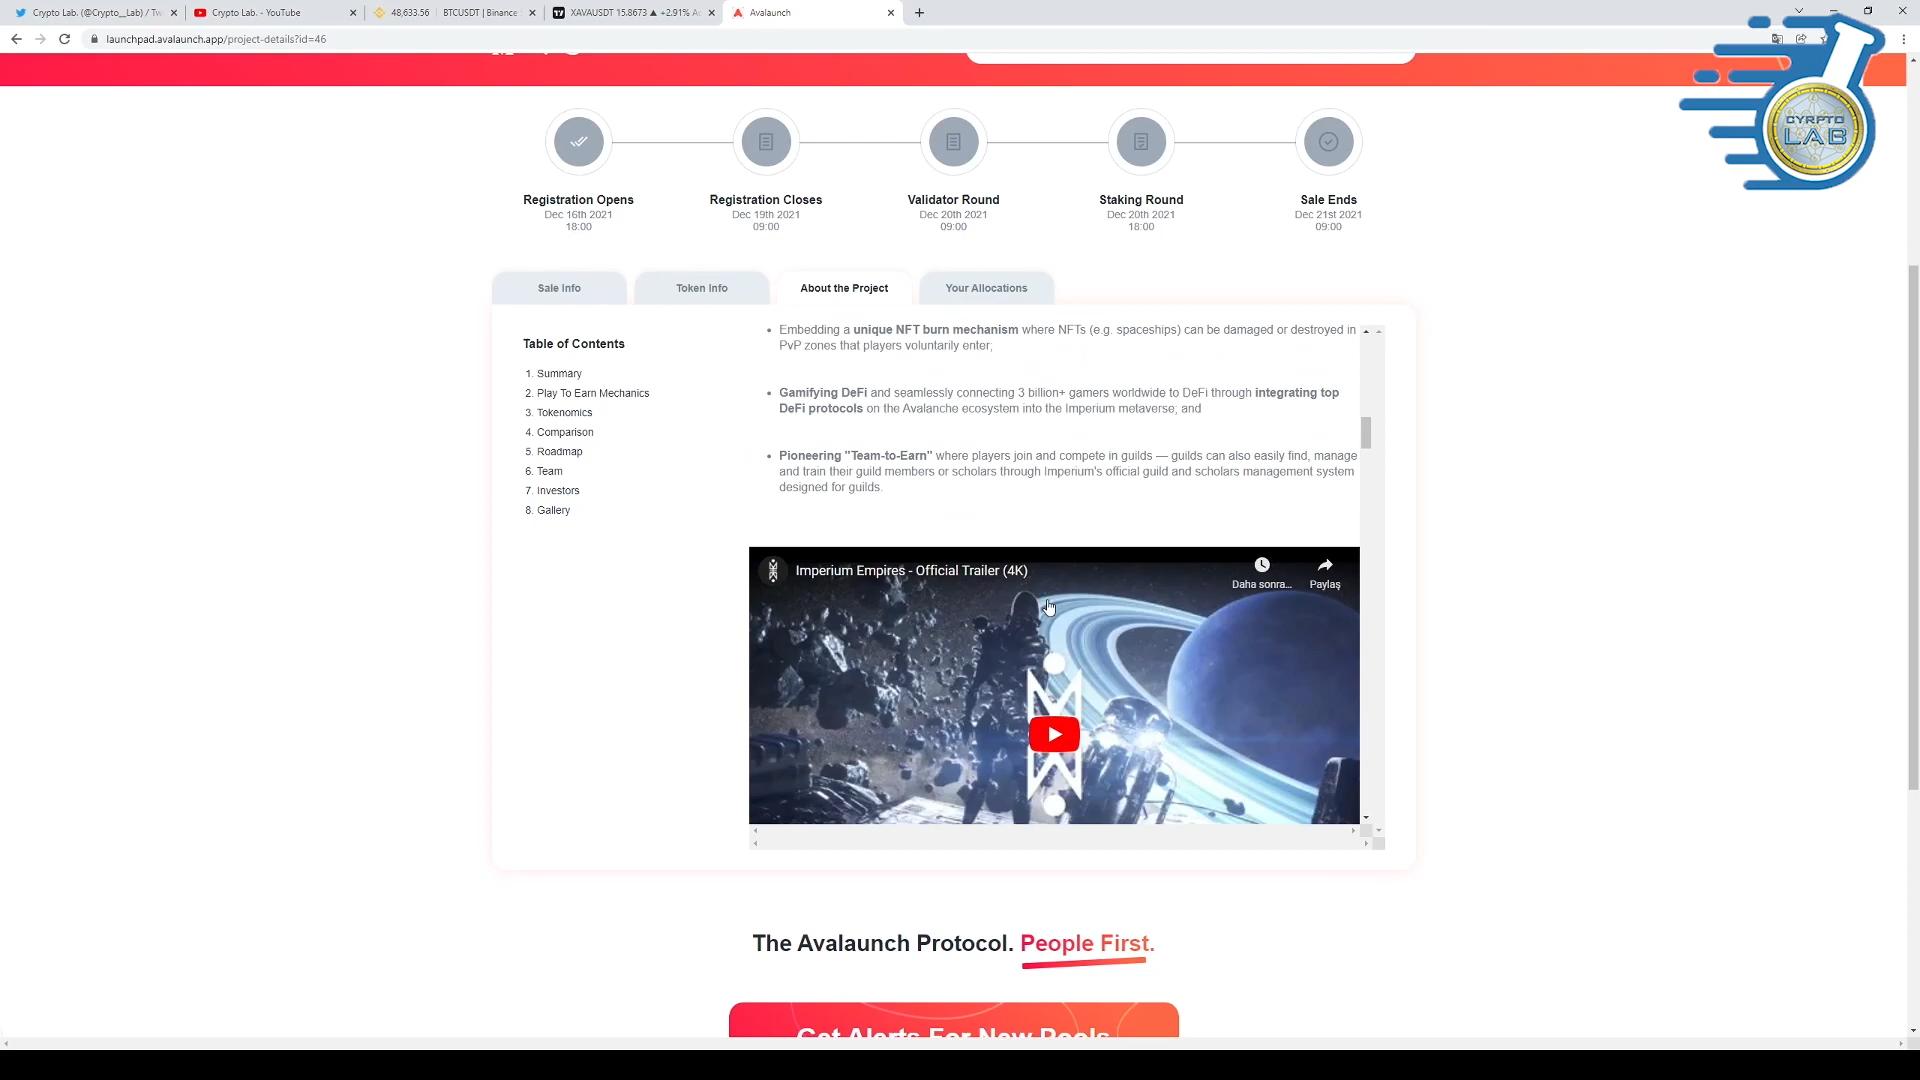 Crypto Lab. (@Crypto__Lab) / Tw
Crypto Lab. - YouTube
48,633.56 | BTCUSDT | Binance
XAVAUSDT 15.8673 ▲ +2.91%
Avalaunch
launchpad.avalaunch.app/project-details?id=46
CYRPTO
LAB
Registration Opens
Dec 16th 2021
18:00
Registration Closes
Dec 19th 2021
09:00
Validator Round
Dec 20th 2021
09:00
Staking Round
Dec 20th 2021
18:00
Sale Ends
Dec 21st 2021
09:00
Sale Info
Token Info
About the Project
Your Allocations
Table of Contents
1. Summary
2. Play To Earn Mechanics
3. Tokenomics
4. Comparison
5. Roadmap
6. Team
7. Investors
8. Gallery
• Embedding a unique NFT burn mechanism where NFTs (e.g. spaceships) can be damaged or destroyed in
PvP zones that players voluntarily enter;
• Gamifying DeFi and seamlessly connecting 3 billion+ gamers worldwide to DeFi through integrating top
DeFi protocols on the Avalanche ecosystem into the Imperium metaverse; and
• Pioneering "Team-to-Earn" where players join and compete in guilds — guilds can also easily find, manage
and train their guild members or scholars through Imperium's official guild and scholars management system
designed for guilds.
Imperium Empires - Official Trailer (4K)
Daha sonra...
Paylaş
The Avalaunch Protocol. People First.
Get Alerts For New Pools